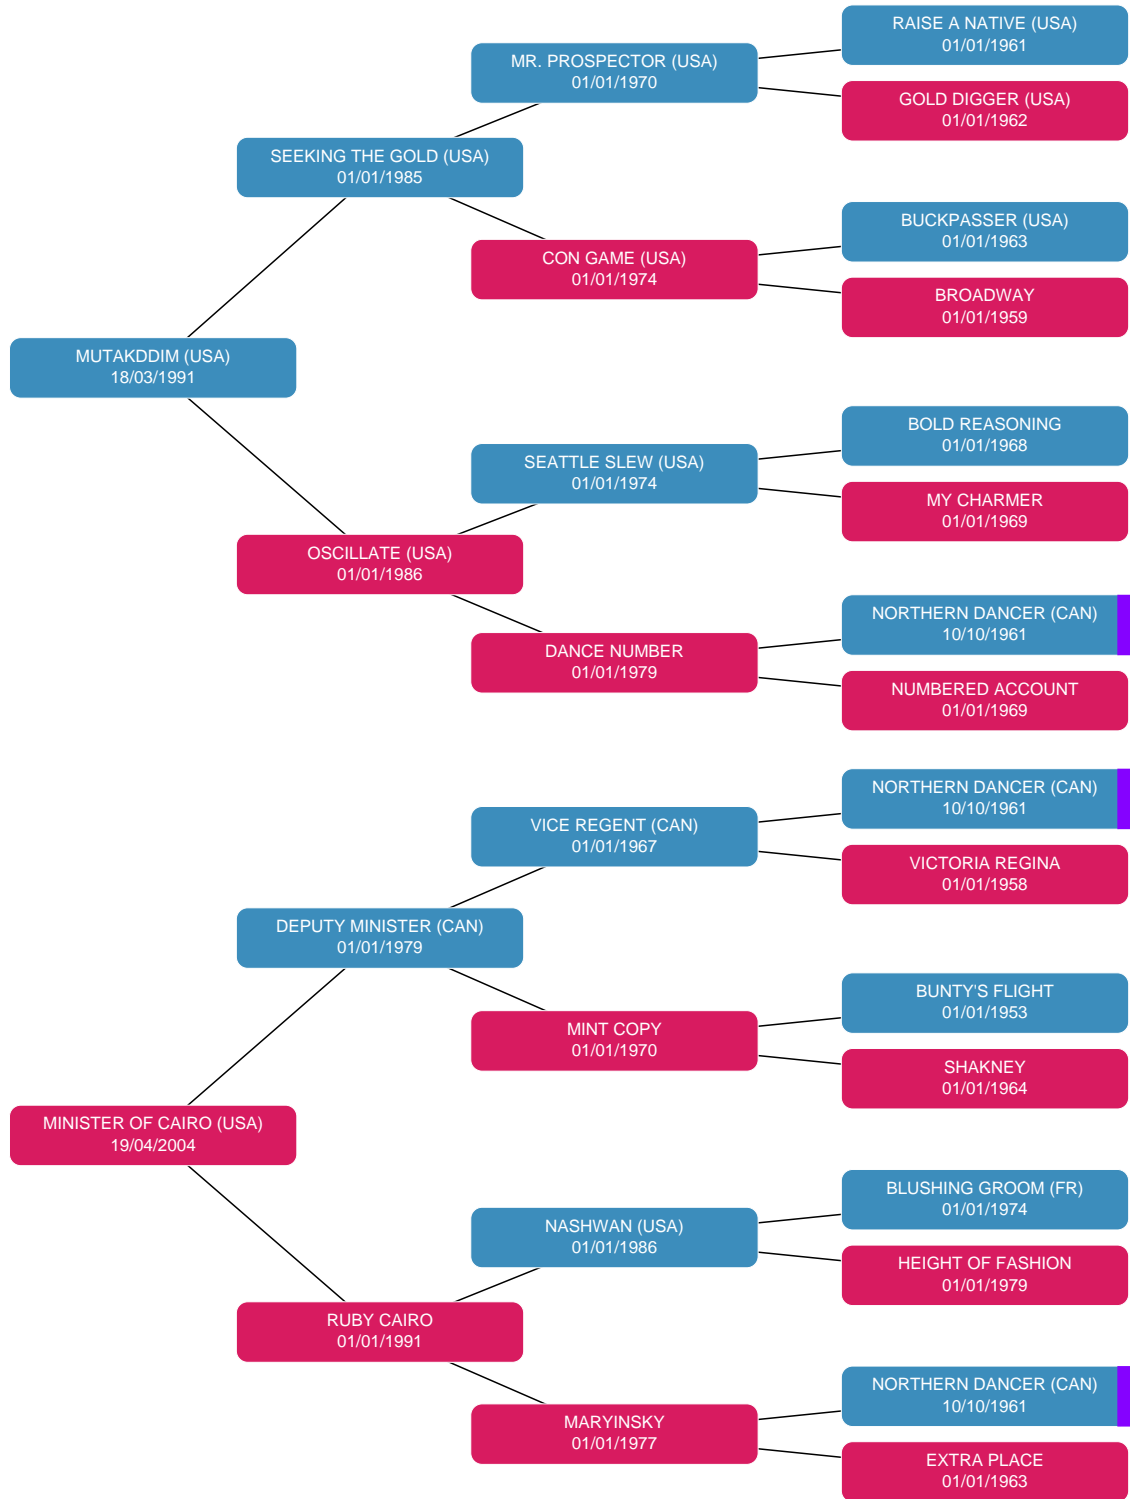 RAISE A NATIVE (USA)
01/01/1961
MR. PROSPECTOR (USA)
01/01/1970
GOLD DIGGER (USA)
01/01/1962
SEEKING THE GOLD (USA)
01/01/1985
BUCKPASSER (USA)
01/01/1963
CON GAME (USA)
01/01/1974
BROADWAY
01/01/1959
MUTAKDDIM (USA)
18/03/1991
BOLD REASONING
01/01/1968
SEATTLE SLEW (USA)
01/01/1974
MY CHARMER
01/01/1969
OSCILLATE (USA)
01/01/1986
NORTHERN DANCER (CAN)
10/10/1961
DANCE NUMBER
01/01/1979
NUMBERED ACCOUNT
01/01/1969
NORTHERN DANCER (CAN)
10/10/1961
VICE REGENT (CAN)
01/01/1967
VICTORIA REGINA
01/01/1958
DEPUTY MINISTER (CAN)
01/01/1979
BUNTY'S FLIGHT
01/01/1953
MINT COPY
01/01/1970
SHAKNEY
01/01/1964
MINISTER OF CAIRO (USA)
19/04/2004
BLUSHING GROOM (FR)
01/01/1974
NASHWAN (USA)
01/01/1986
HEIGHT OF FASHION
01/01/1979
RUBY CAIRO
01/01/1991
NORTHERN DANCER (CAN)
10/10/1961
MARYINSKY
01/01/1977
EXTRA PLACE
01/01/1963